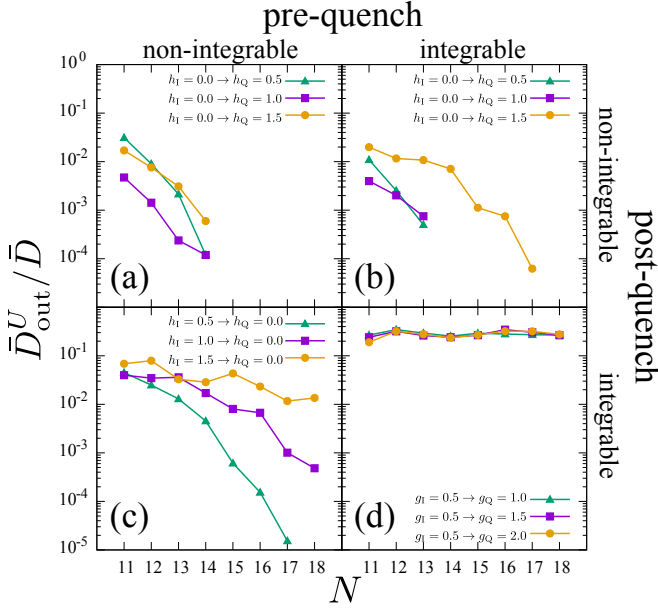 pre-quench
non-integrable integrable
10^0
10^-1
10^-2
10^-3
10^-4
h_I = 0.0 → h_Q = 0.5
h_I = 0.0 → h_Q = 1.0
h_I = 0.0 → h_Q = 1.5
(a)
h_I = 0.0 → h_Q = 0.5
h_I = 0.0 → h_Q = 1.0
h_I = 0.0 → h_Q = 1.5
(b)
non-integrable
post-quench
D̄^U_out / D̄
10^-1
10^-2
10^-3
10^-4
10^-5
h_I = 0.5 → h_Q = 0.0
h_I = 1.0 → h_Q = 0.0
h_I = 1.5 → h_Q = 0.0
(c)
g_I = 0.5 → g_Q = 1.0
g_I = 0.5 → g_Q = 1.5
g_I = 0.5 → g_Q = 2.0
(d)
integrable
11 12 13 14 15 16 17 18 11 12 13 14 15 16 17 18
N